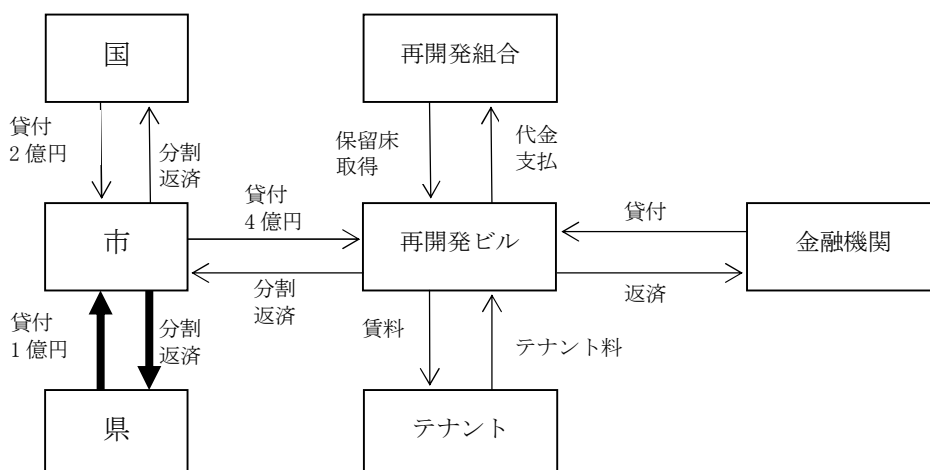 国
再開発組合
貸付
2億円
分割
返済
保留床
取得
代金
支払
貸付
4億円
貸付
市
再開発ビル
金融機関
分割
返済
返済
貸付
1億円
分割
返済
賃料
テナント料
県
テナント